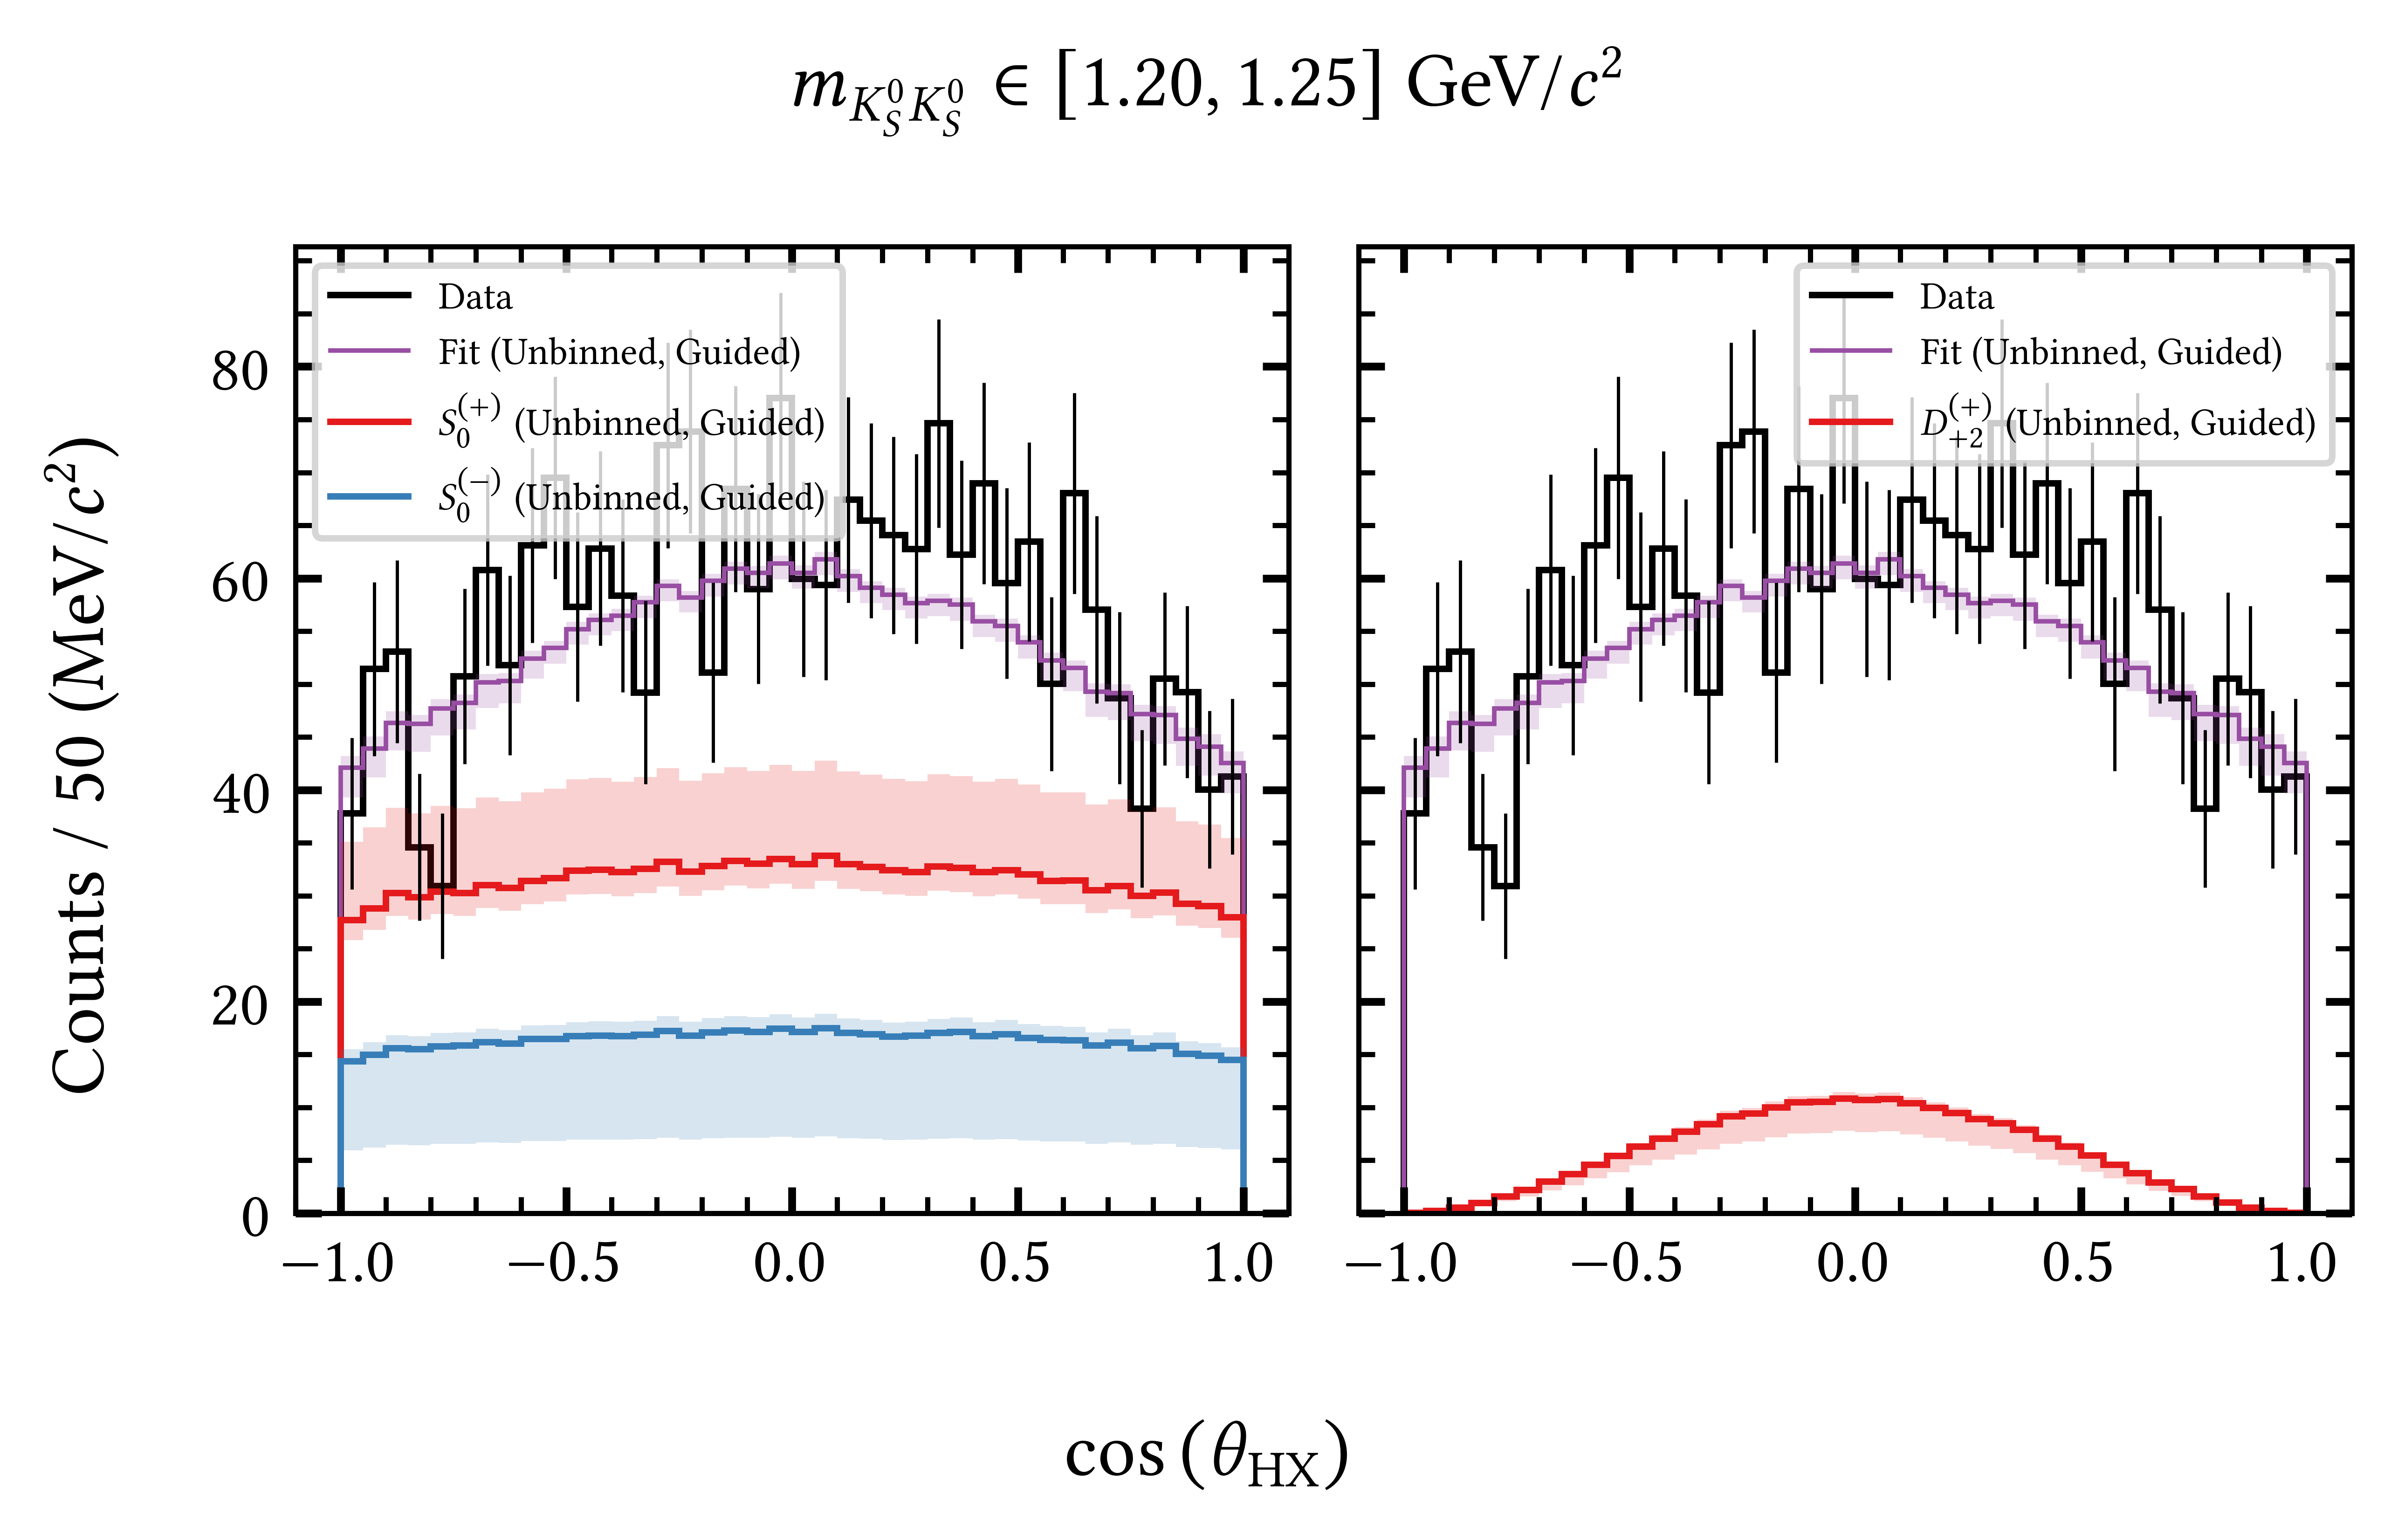 m_{K_S^0 K_S^0} ∈ [1.20, 1.25] GeV/c²
Counts / 50 (MeV/c²)
80
60
40
20
0
Data
Fit (Unbinned, Guided)
S_0^{(+)} (Unbinned, Guided)
S_0^{(−)} (Unbinned, Guided)
−1.0 −0.5 0.0 0.5 1.0
Data
Fit (Unbinned, Guided)
D_{+2}^{(+)} (Unbinned, Guided)
−1.0 −0.5 0.0 0.5 1.0
cos (θ_HX)